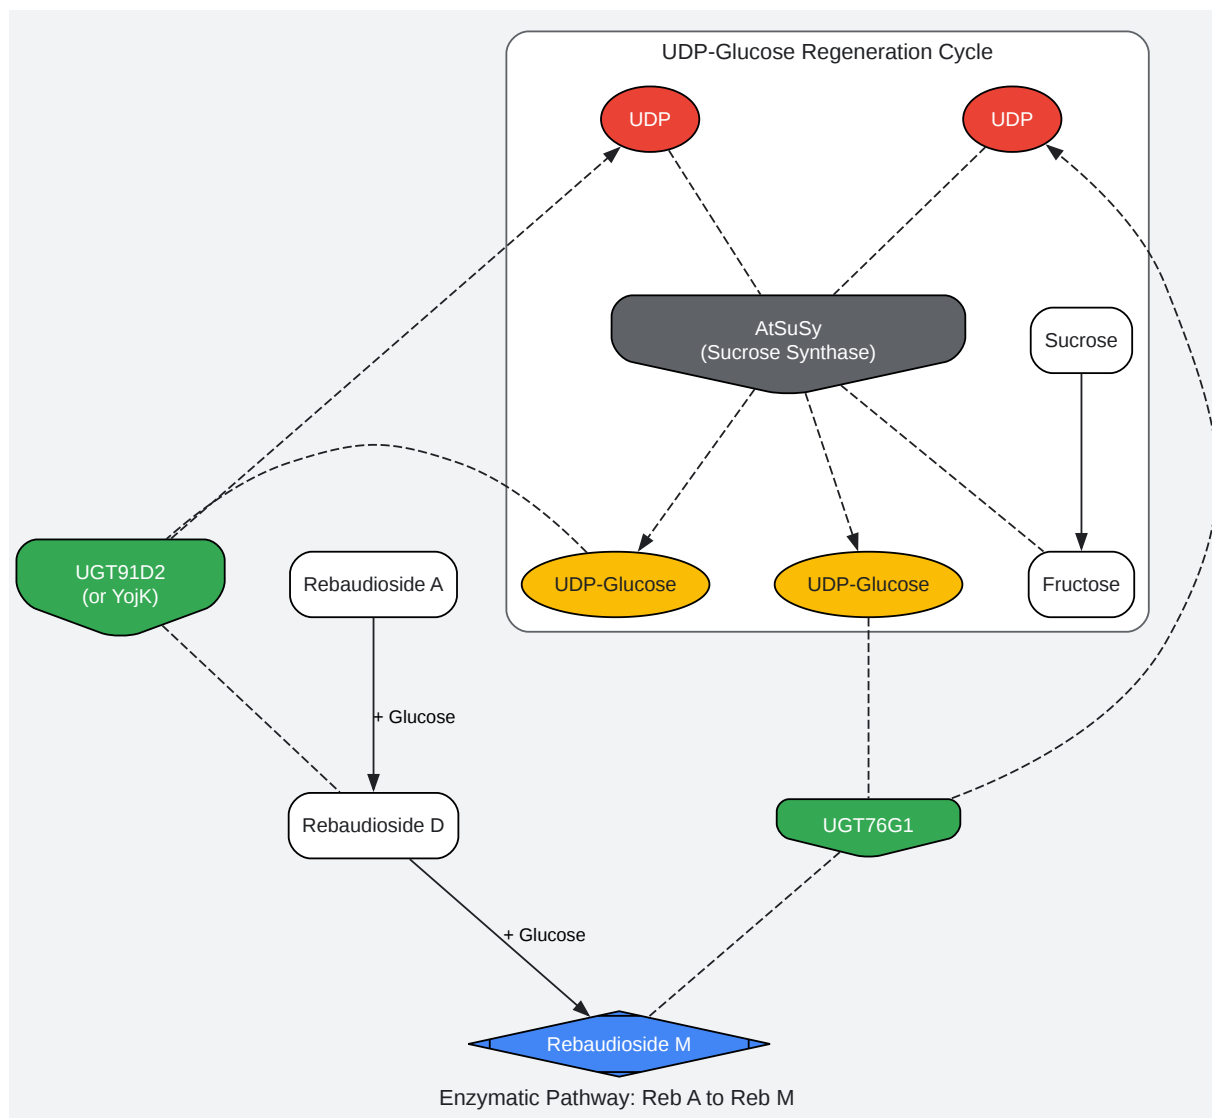 UDP-Glucose Regeneration Cycle
UDP
UDP
AtSuSy
(Sucrose Synthase)
Sucrose
UGT91D2
(or YojK)
Rebaudioside A
UDP-Glucose
UDP-Glucose
Fructose
+ Glucose
Rebaudioside D
UGT76G1
+ Glucose
Rebaudioside M
Enzymatic Pathway: Reb A to Reb M